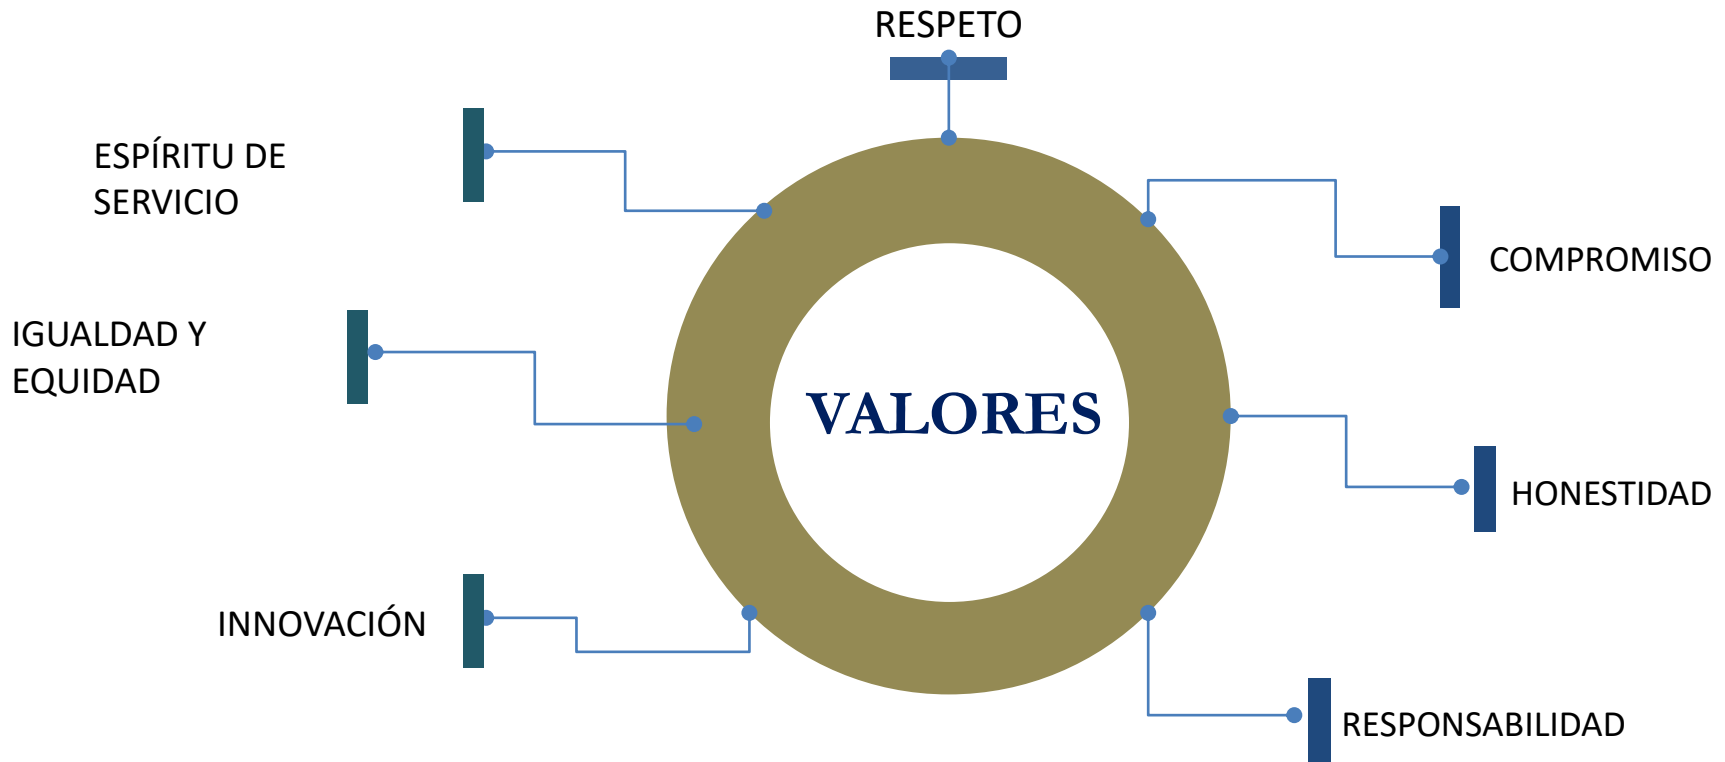 RESPETO
ESPÍRITU DE
SERVICIO
COMPROMISO
IGUALDAD Y
EQUIDAD
VALORES
HONESTIDAD
INNOVACIÓN
RESPONSABILIDAD